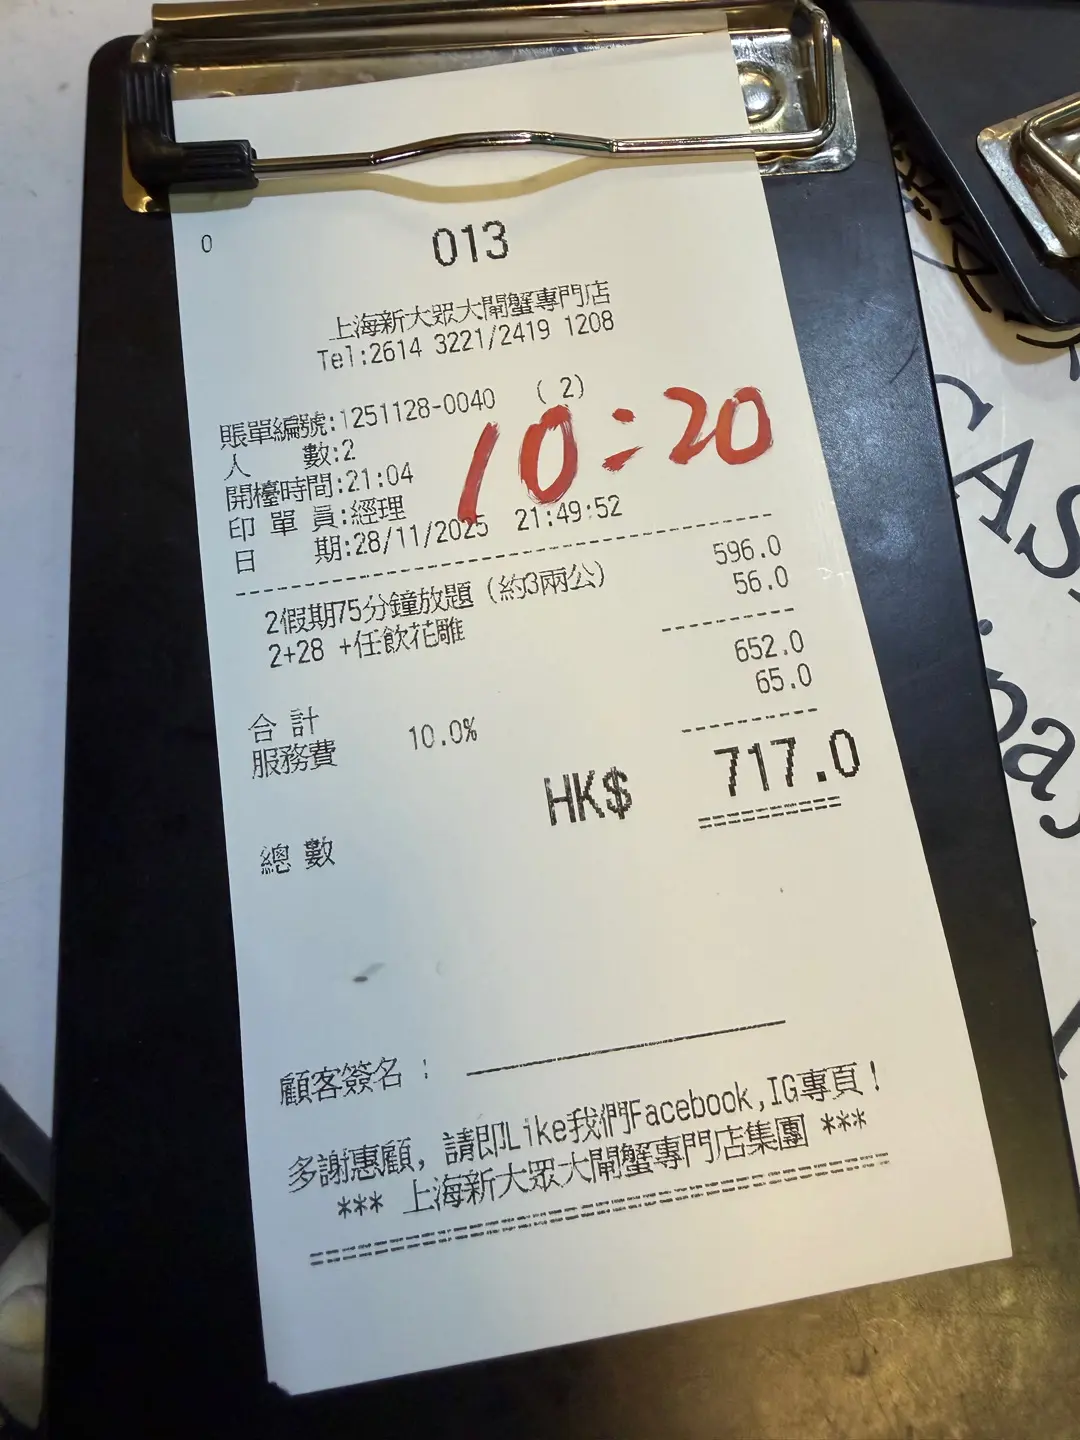 0
013
上海新大眾大閘蟹專門店
Tel:2614 3221/2419 1208
賬單編號:1251128-0040 ( 2)
人 數:2
10:20
開檯時間:21:04
印 單 員:經理
日 期:28/11/2025 21:49:52
2假期75分鐘放題(約3兩公) 596.0
2+28 +任飲花雕 56.0
合 計 652.0
服務費 10.0% 65.0
總 數 HK$ 717.0
顧客簽名 :
多謝惠顧, 請即Like我們Facebook,IG專頁!
*** 上海新大眾大閘蟹專門店集團 ***
CAS
pay